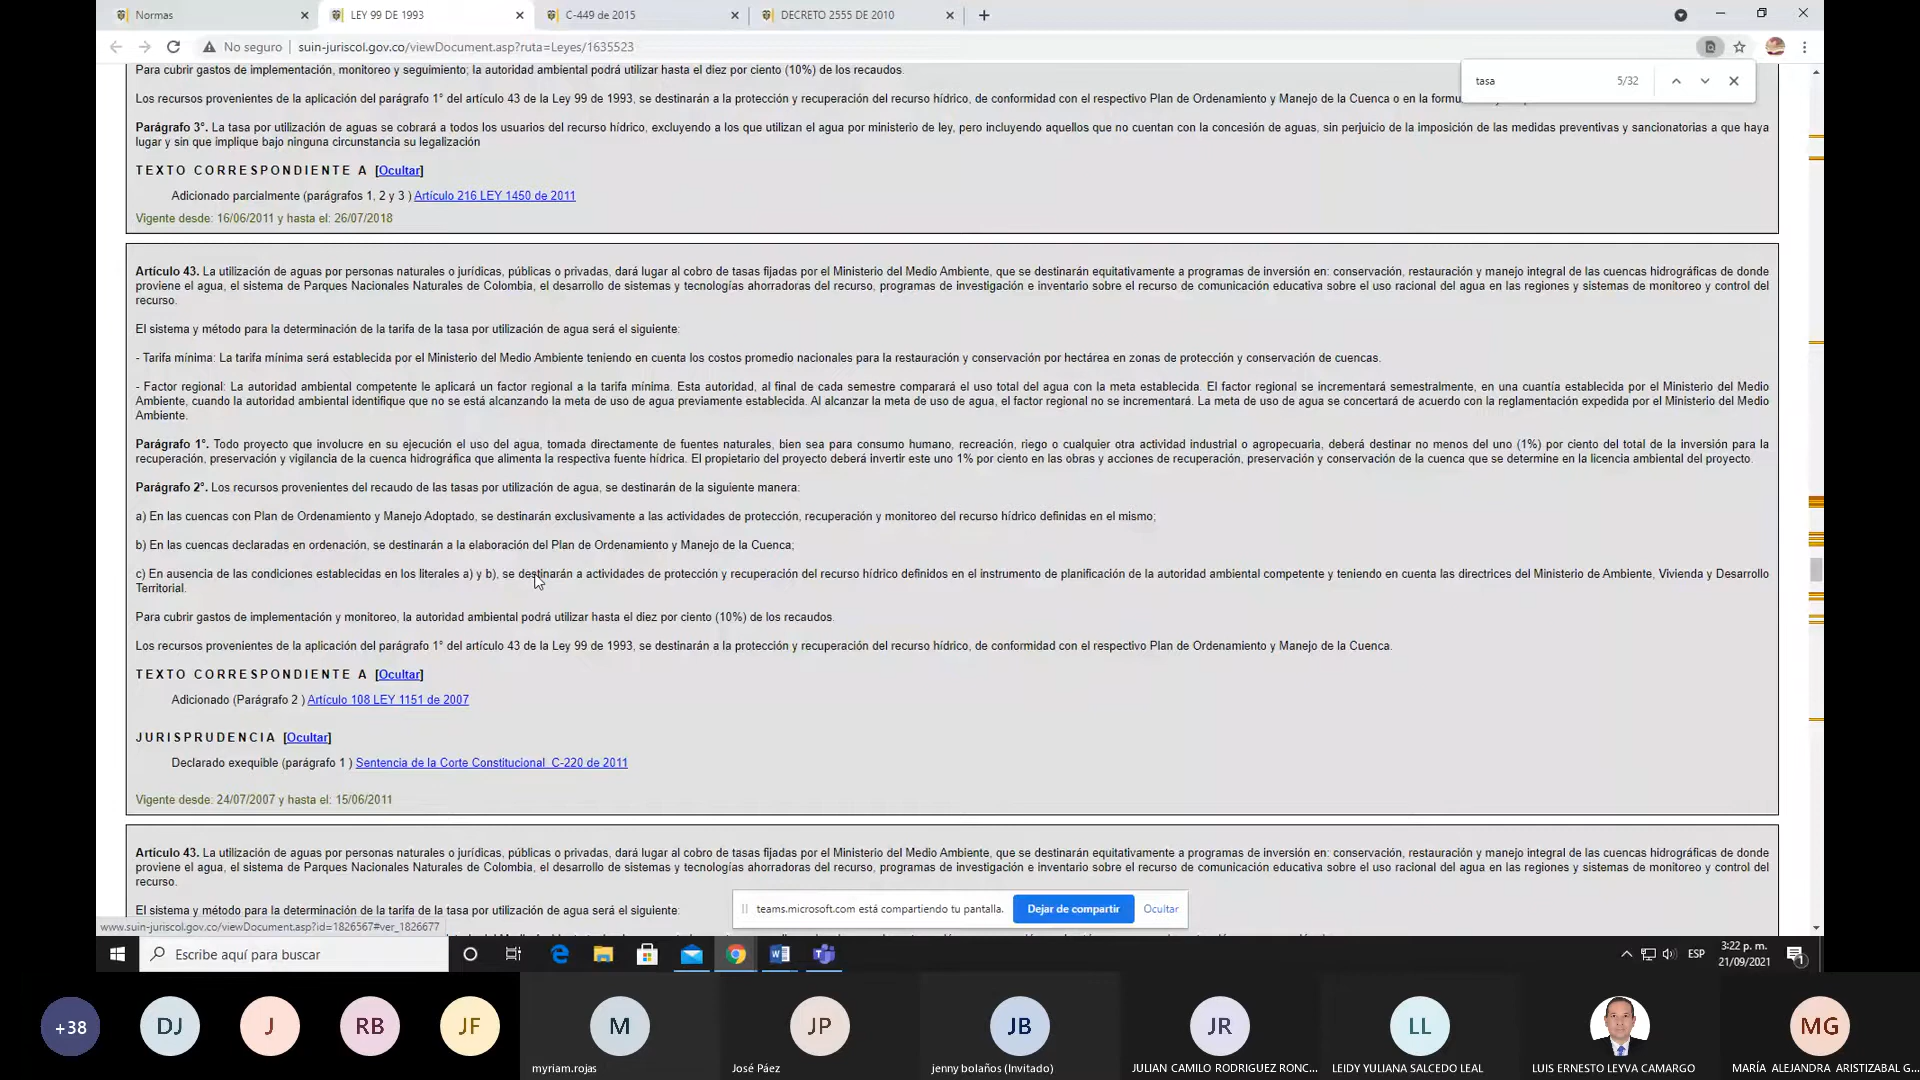 Normas
LEY 99 DE 1993
C-449 de 2015
DECRETO 2555 DE 2010
No seguro
suin-juriscol.gov.co/viewDocument.asp?ruta=Leyes/1635523
tasa
5/32
Para cubrir gastos de implementación, monitoreo y seguimiento; la autoridad ambiental podrá utilizar hasta el diez por ciento (10%) de los recaudos.
Los recursos provenientes de la aplicación del parágrafo 1° del artículo 43 de la Ley 99 de 1993, se destinarán a la protección y recuperación del recurso hídrico, de conformidad con el respectivo Plan de Ordenamiento y Manejo de la Cuenca o en la
Parágrafo 3°. La tasa por utilización de aguas se cobrará a todos los usuarios del recurso hídrico, excluyendo a los que utilizan el agua por ministerio de ley, pero incluyendo aquellos que no cuentan con la concesión de aguas, sin perjuicio de la imposición de las medidas preventivas y sancionatorias a que haya
lugar y sin que implique bajo ninguna circunstancia su legalización
TEXTO CORRESPONDIENTE A [Ocultar]
Adicionado parcialmente (parágrafos 1, 2 y 3 ) Artículo 216 LEY 1450 de 2011
Vigente desde: 16/06/2011 y hasta el: 26/07/2018
Artículo 43. La utilización de aguas por personas naturales o jurídicas, públicas o privadas, dará lugar al cobro de tasas fijadas por el Ministerio del Medio Ambiente, que se destinarán equitativamente a programas de inversión en: conservación, restauración y manejo integral de las cuencas hidrográficas de donde
proviene el agua, el sistema de Parques Nacionales Naturales de Colombia, el desarrollo de sistemas y tecnologías ahorradoras del recurso, programas de investigación e inventario sobre el recurso de comunicación educativa sobre el uso racional del agua en las regiones y sistemas de monitoreo y control del
recurso.
El sistema y método para la determinación de la tarifa de la tasa por utilización de agua será el siguiente:
- Tarifa mínima: La tarifa mínima será establecida por el Ministerio del Medio Ambiente teniendo en cuenta los costos promedio nacionales para la restauración y conservación por hectárea en zonas de protección y conservación de cuencas.
- Factor regional: La autoridad ambiental competente le aplicará un factor regional a la tarifa mínima. Esta autoridad, al final de cada semestre comparará el uso total del agua con la meta establecida. El factor regional se incrementará semestralmente, en una cuantía establecida por el Ministerio del Medio
Ambiente, cuando la autoridad ambiental identifique que no se está alcanzando la meta de uso de agua previamente establecida. Al alcanzar la meta de uso de agua, el factor regional no se incrementará. La meta de uso de agua se concertará de acuerdo con la reglamentación expedida por el Ministerio del Medio
Ambiente.
Parágrafo 1°. Todo proyecto que involucre en su ejecución el uso del agua, tomada directamente de fuentes naturales, bien sea para consumo humano, recreación, riego o cualquier otra actividad industrial o agropecuaria, deberá destinar no menos del uno (1%) por ciento del total de la inversión para la
recuperación, preservación y vigilancia de la cuenca hidrográfica que alimenta la respectiva fuente hídrica. El propietario del proyecto deberá invertir este uno 1% por ciento en las obras y acciones de recuperación, preservación y conservación de la cuenca que se determine en la licencia ambiental del proyecto.
Parágrafo 2°. Los recursos provenientes del recaudo de las tasas por utilización de agua, se destinarán de la siguiente manera:
a) En las cuencas con Plan de Ordenamiento y Manejo Adoptado, se destinarán exclusivamente a las actividades de protección, recuperación y monitoreo del recurso hídrico definidas en el mismo;
b) En las cuencas declaradas en ordenación, se destinarán a la elaboración del Plan de Ordenamiento y Manejo de la Cuenca;
c) En ausencia de las condiciones establecidas en los literales a) y b), se destinarán a actividades de protección y recuperación del recurso hídrico definidos en el instrumento de planificación de la autoridad ambiental competente y teniendo en cuenta las directrices del Ministerio de Ambiente, Vivienda y Desarrollo
Territorial.
Para cubrir gastos de implementación y monitoreo, la autoridad ambiental podrá utilizar hasta el diez por ciento (10%) de los recaudos.
Los recursos provenientes de la aplicación del parágrafo 1° del artículo 43 de la Ley 99 de 1993, se destinarán a la protección y recuperación del recurso hídrico, de conformidad con el respectivo Plan de Ordenamiento y Manejo de la Cuenca.
TEXTO CORRESPONDIENTE A [Ocultar]
Adicionado (Parágrafo 2 ) Artículo 108 LEY 1151 de 2007
JURISPRUDENCIA [Ocultar]
Declarado exequible (parágrafo 1 ) Sentencia de la Corte Constitucional C-220 de 2011
Vigente desde: 24/07/2007 y hasta el: 15/06/2011
Artículo 43. La utilización de aguas por personas naturales o jurídicas, públicas o privadas, dará lugar al cobro de tasas fijadas por el Ministerio del Medio Ambiente, que se destinarán equitativamente a programas de inversión en: conservación, restauración y manejo integral de las cuencas hidrográficas de donde
proviene el agua, el sistema de Parques Nacionales Naturales de Colombia, el desarrollo de sistemas y tecnologías ahorradoras del recurso, programas de investigación e inventario sobre el recurso de comunicación educativa sobre el uso racional del agua en las regiones y sistemas de monitoreo y control del
recurso.
El sistema y método para la determinación de la tarifa de la tasa por utilización de agua será el siguiente:
teams.microsoft.com está compartiendo tu pantalla.
Dejar de compartir
Ocultar
www.suin-juriscol.gov.co/viewDocument.asp?id=1826567#ver_1826677
Escribe aquí para buscar
ESP
3:22 p. m.
21/09/2021
1
+38
DJ
J
RB
JF
M
JP
JB
JR
LL
MG
myriam.rojas
José Páez
jenny bolaños (Invitado)
JULIAN CAMILO RODRIGUEZ RONC...
LEIDY YULIANA SALCEDO LEAL
LUIS ERNESTO LEYVA CAMARGO
MARÍA ALEJANDRA ARISTIZABAL G...